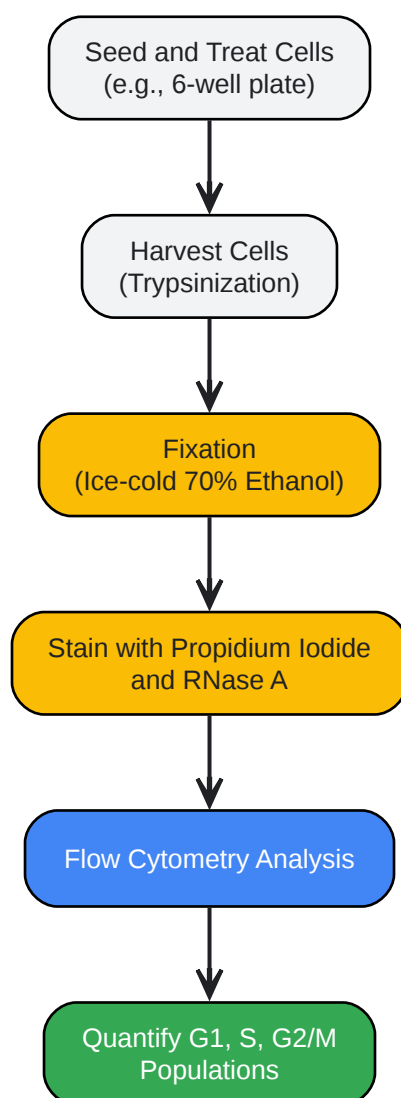 Seed and Treat Cells
(e.g., 6-well plate)
Harvest Cells
(Trypsinization)
Fixation
(Ice-cold 70% Ethanol)
Stain with Propidium Iodide
and RNase A
Flow Cytometry Analysis
Quantify G1, S, G2/M
Populations